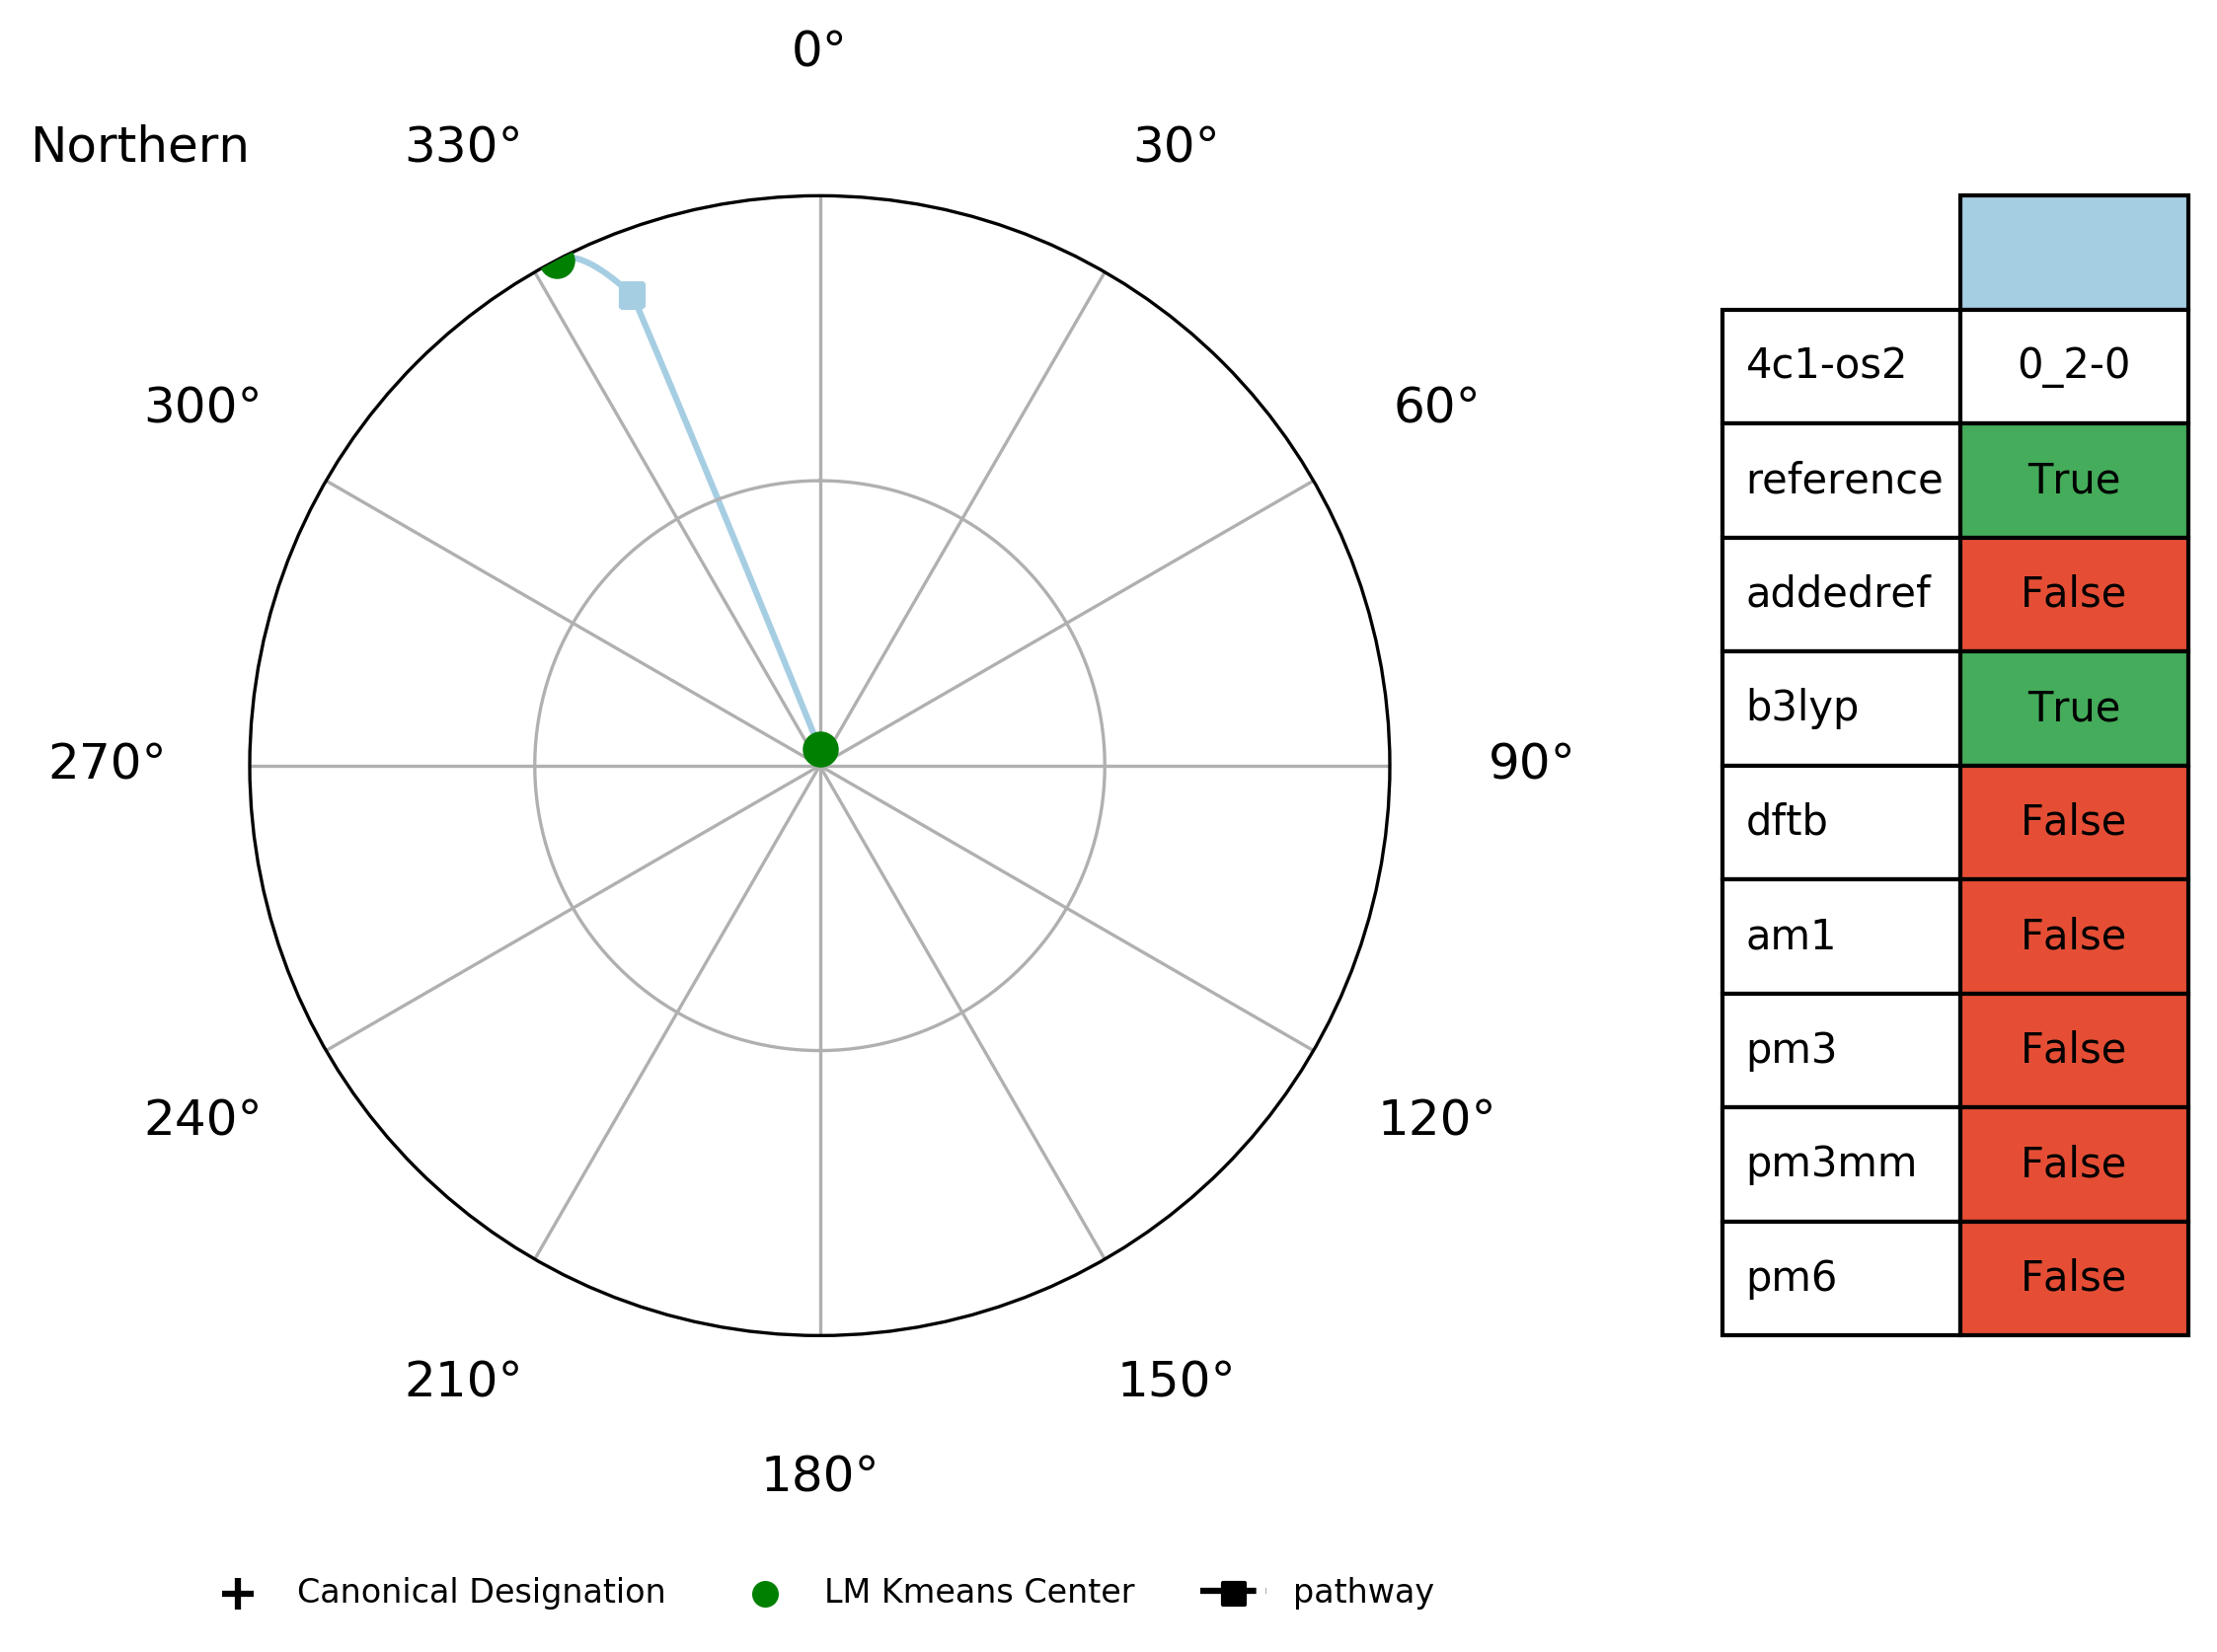 0°
Northern
330°
30°
300°
60°
270°
90°
240°
120°
210°
150°
180°
4c1-os2 0_2-0
reference True
addedref False
b3lyp True
dftb False
am1 False
pm3 False
pm3mm False
pm6 False
Canonical Designation
LM Kmeans Center
pathway